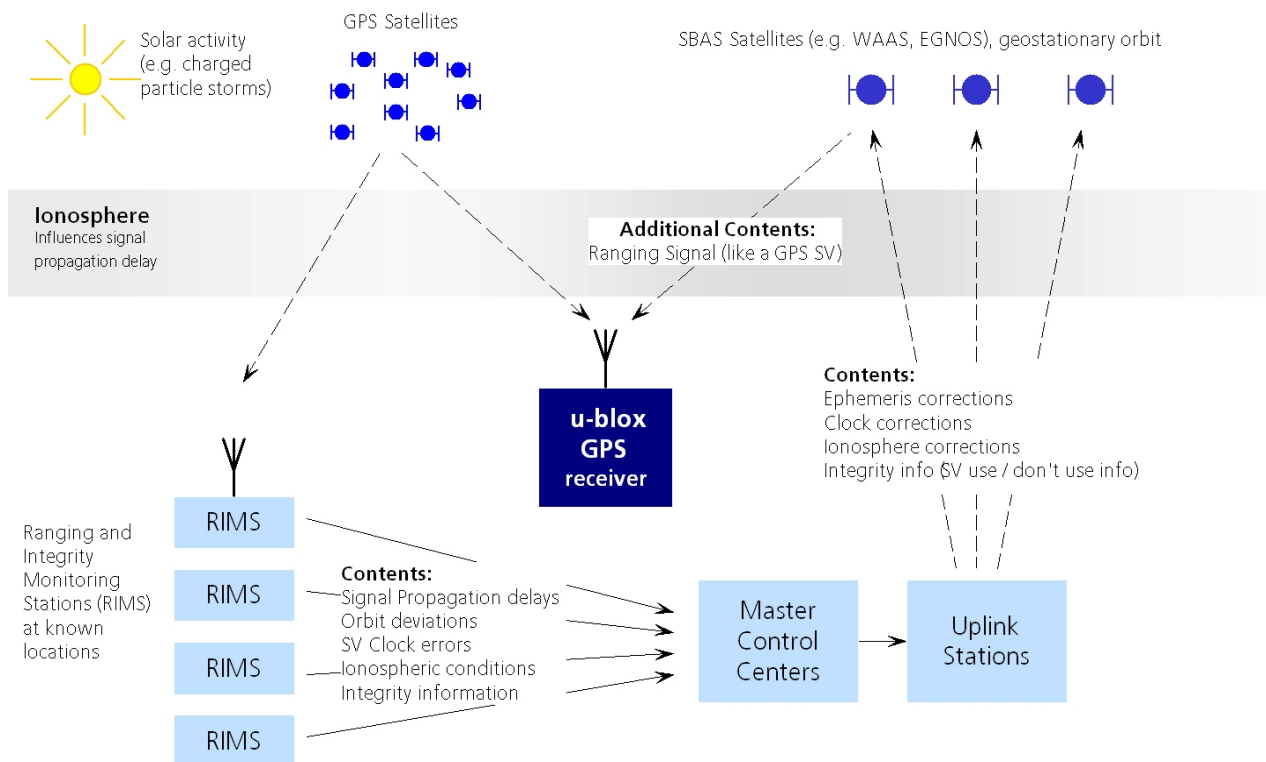 GPS Satellites
Solar activity
(e.g. charged
particle storms)
SBAS Satellites (e.g. WAAS, EGNOS), geostationary orbit
Ionosphere
Influences signal
propagation delay
Additional Contents:
Ranging Signal (like a GPS SV)
u-blox
GPS
receiver
Contents:
Ephemeris corrections
Clock corrections
Ionosphere corrections
Integrity info (SV use / don't use info)
Ranging and
Integrity
Monitoring
Stations (RIMS)
at known
locations
RIMS
RIMS
RIMS
RIMS
Contents:
Signal Propagation delays
Orbit deviations
SV Clock errors
Ionospheric conditions
Integrity information
Master
Control
Centers
Uplink
Stations